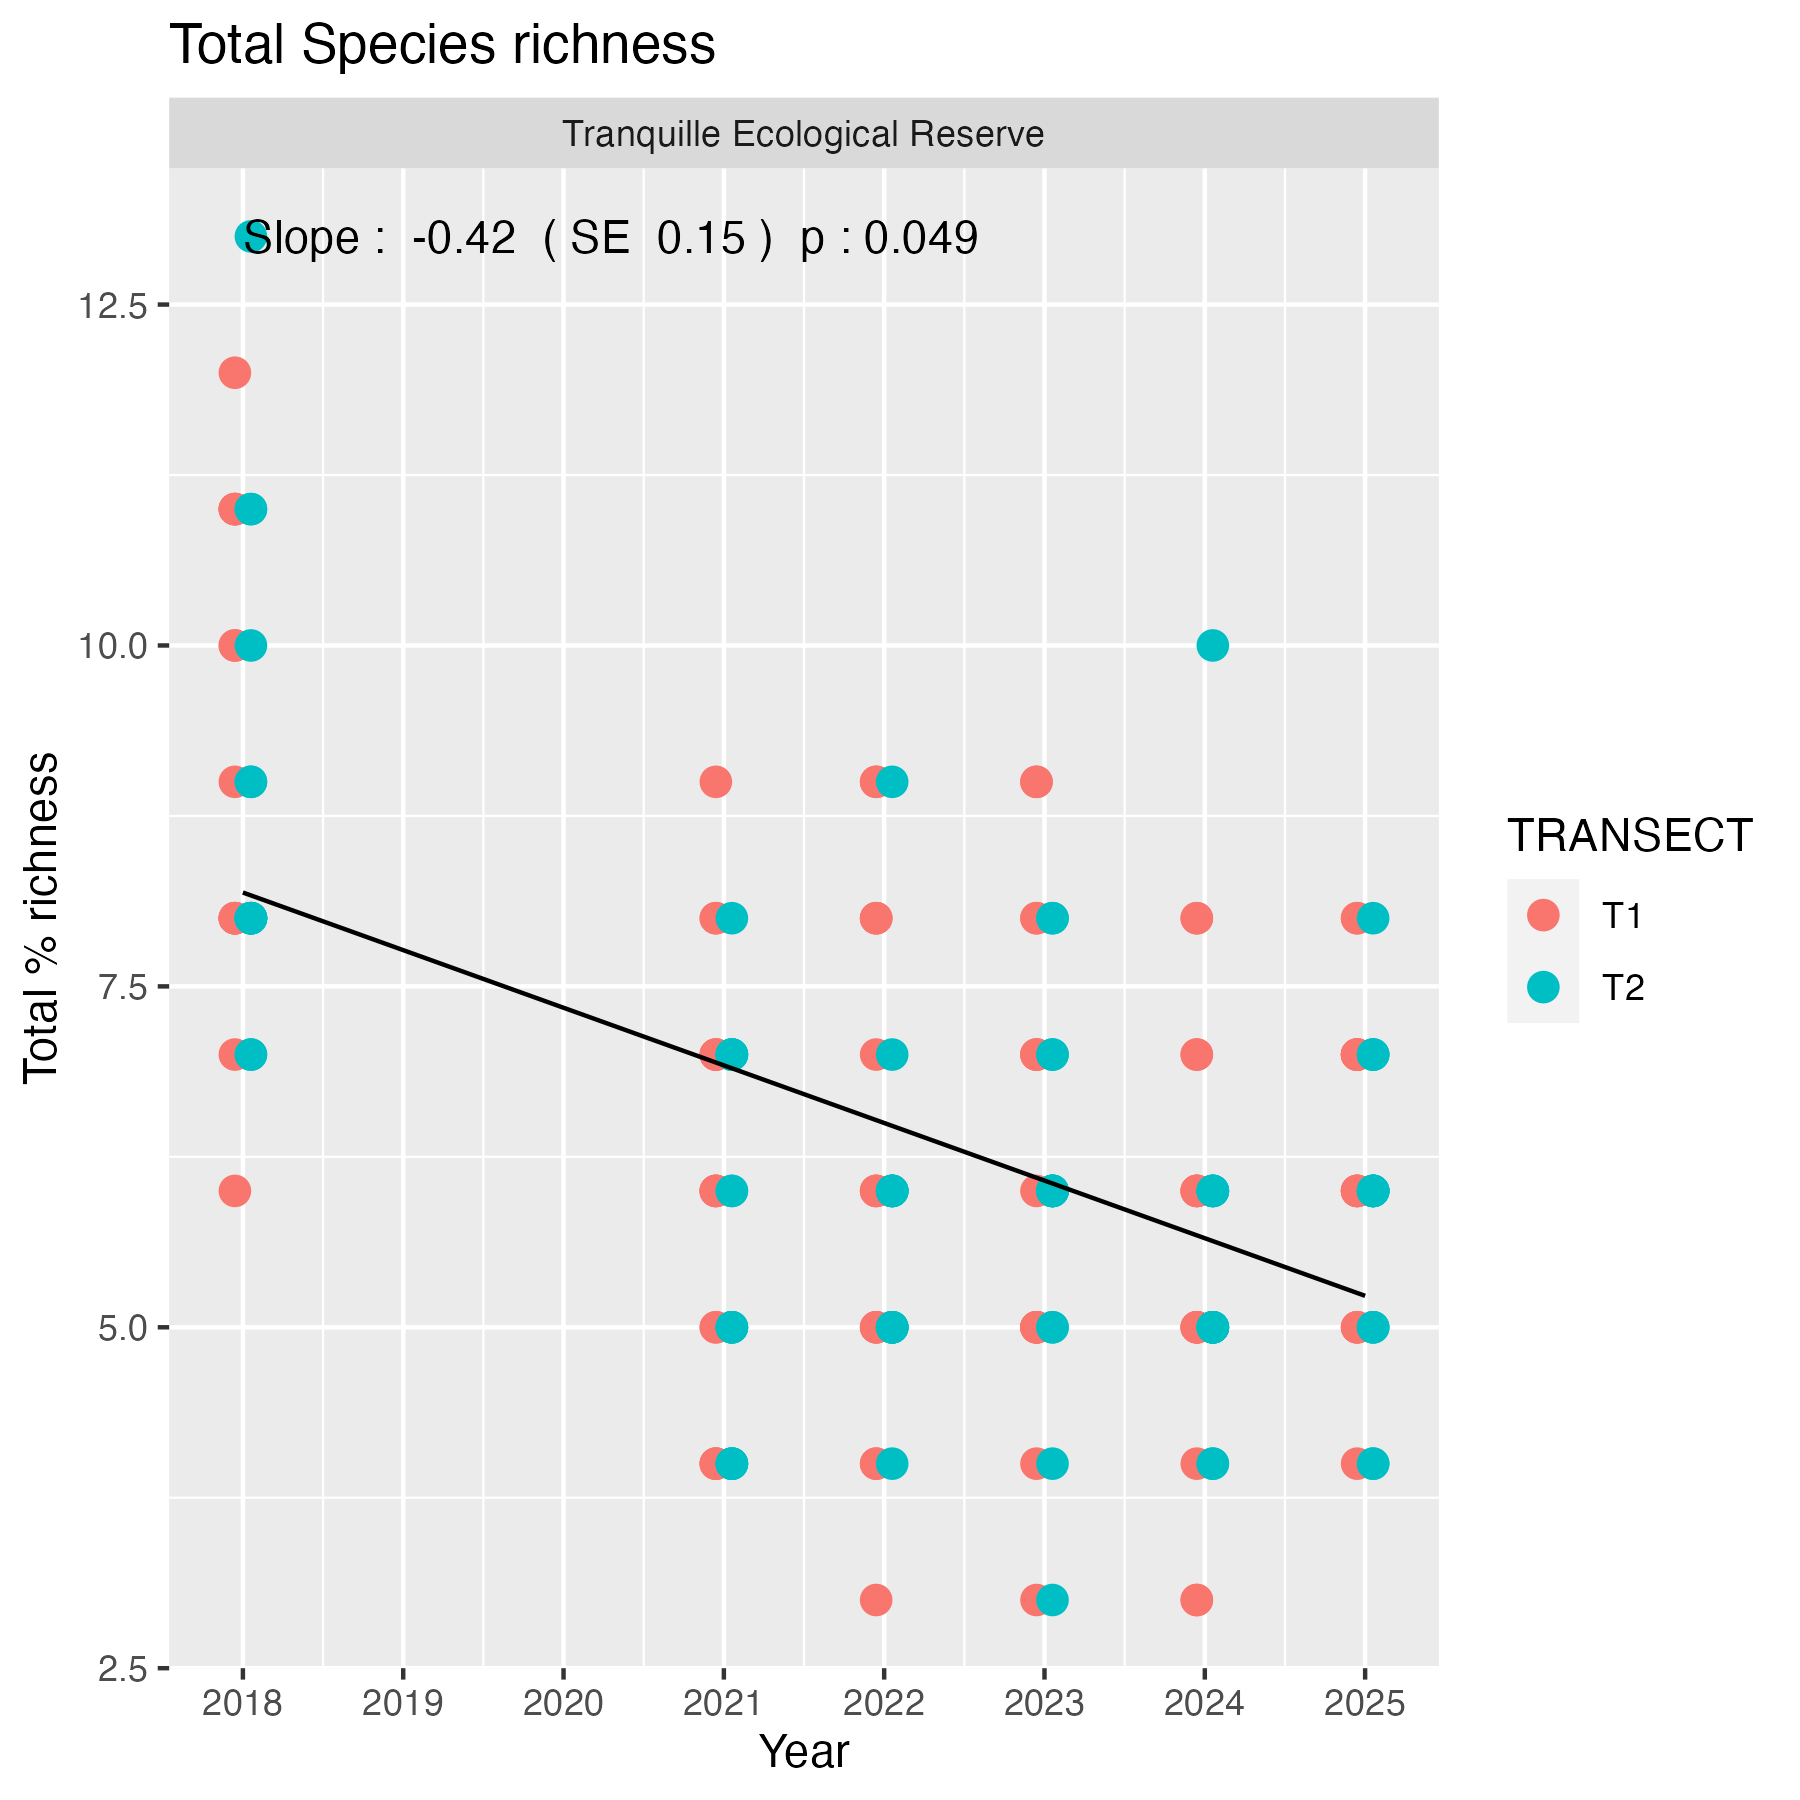 Total Species richness
Tranquille Ecological Reserve
Slope :  -0.42  ( SE  0.15 )  p : 0.049
12.5
10.0
7.5
5.0
2.5
Total % richness
2018 2019 2020 2021 2022 2023 2024 2025
Year
TRANSECT
T1
T2